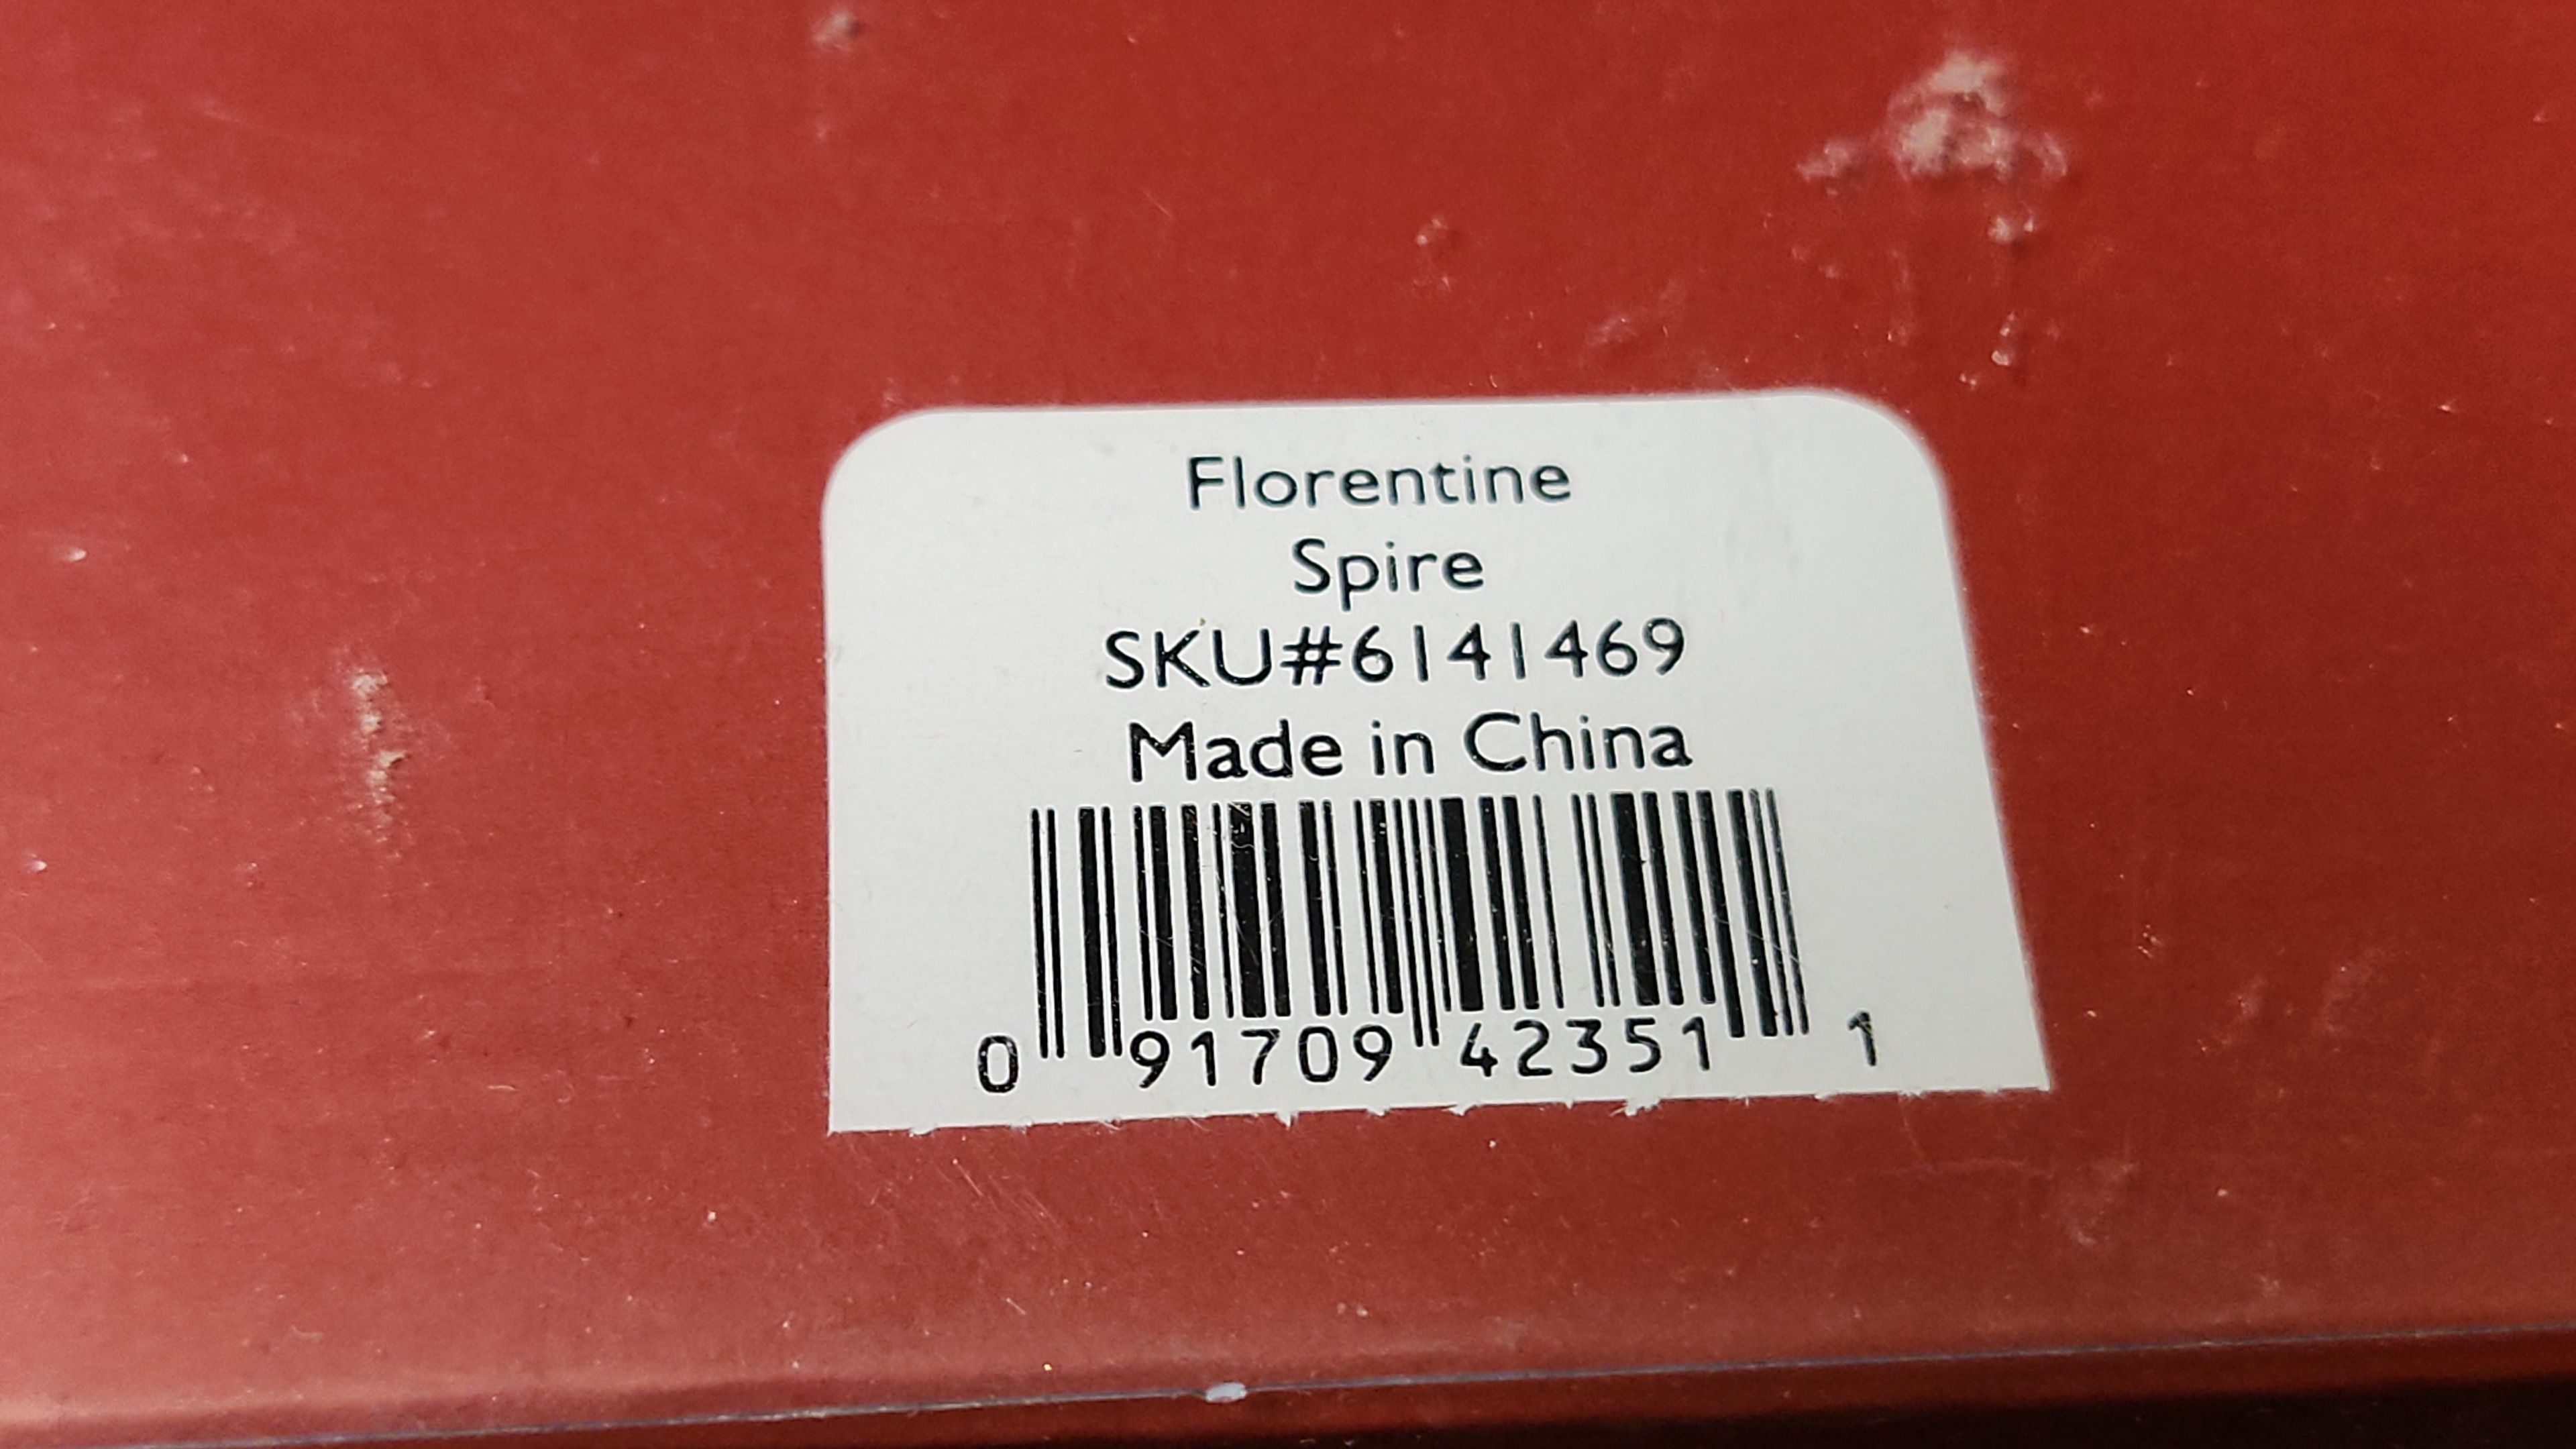 Florentine
Spire
SKU#6141469
Made in China
0 91709 42351 1